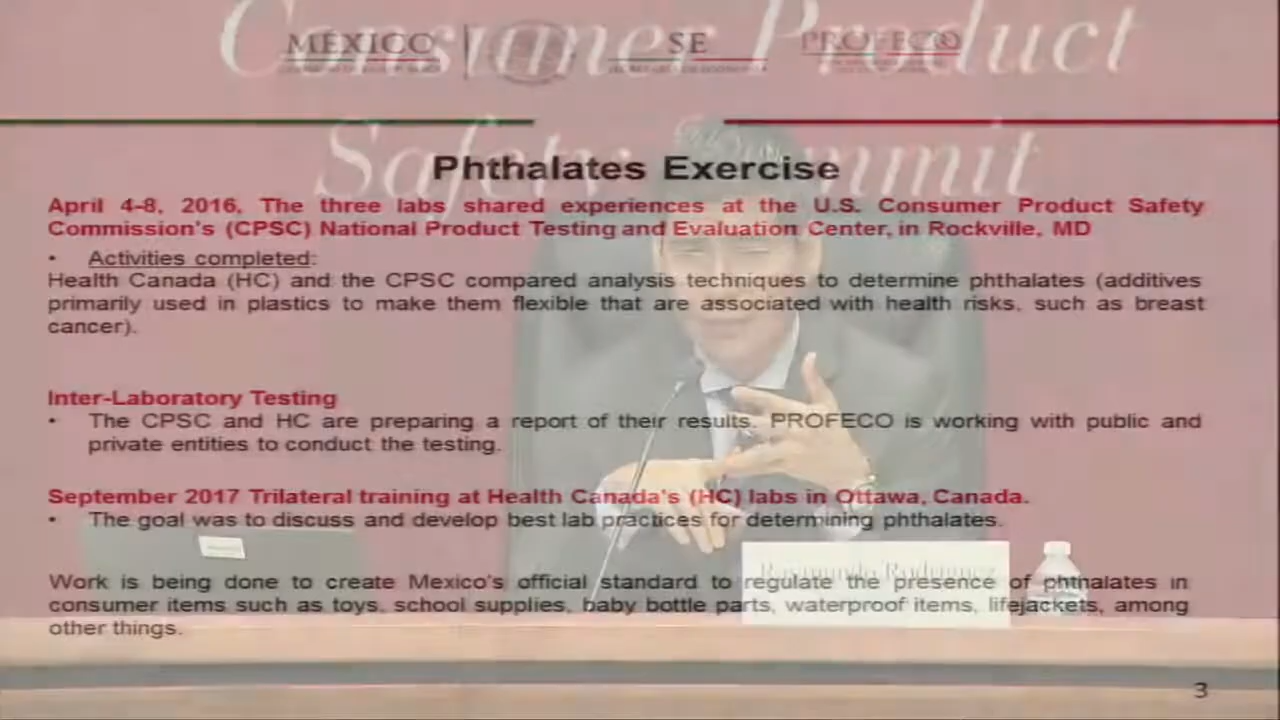 Consumer Product
MÉXICO SE PROFECO
Safety Summit
Phthalates Exercise
April 4-8, 2016, The three labs shared experiences at the U.S. Consumer Product Safety
Commission's (CPSC) National Product Testing and Evaluation Center, in Rockville, MD
• Activities completed:
Health Canada (HC) and the CPSC compared analysis techniques to determine phthalates (additives
primarily used in plastics to make them flexible that are associated with health risks, such as breast
cancer).
Inter-Laboratory Testing
• The CPSC and HC are preparing a report of their results. PROFECO is working with public and
private entities to conduct the testing.
September 2017 Trilateral training at Health Canada's (HC) labs in Ottawa, Canada.
• The goal was to discuss and develop best lab practices for determining phthalates.
Work is being done to create Mexico's official standard to regulate the presence of phthalates in
consumer items such as toys, school supplies, baby bottle parts, waterproof items, lifejackets, among
other things.
3